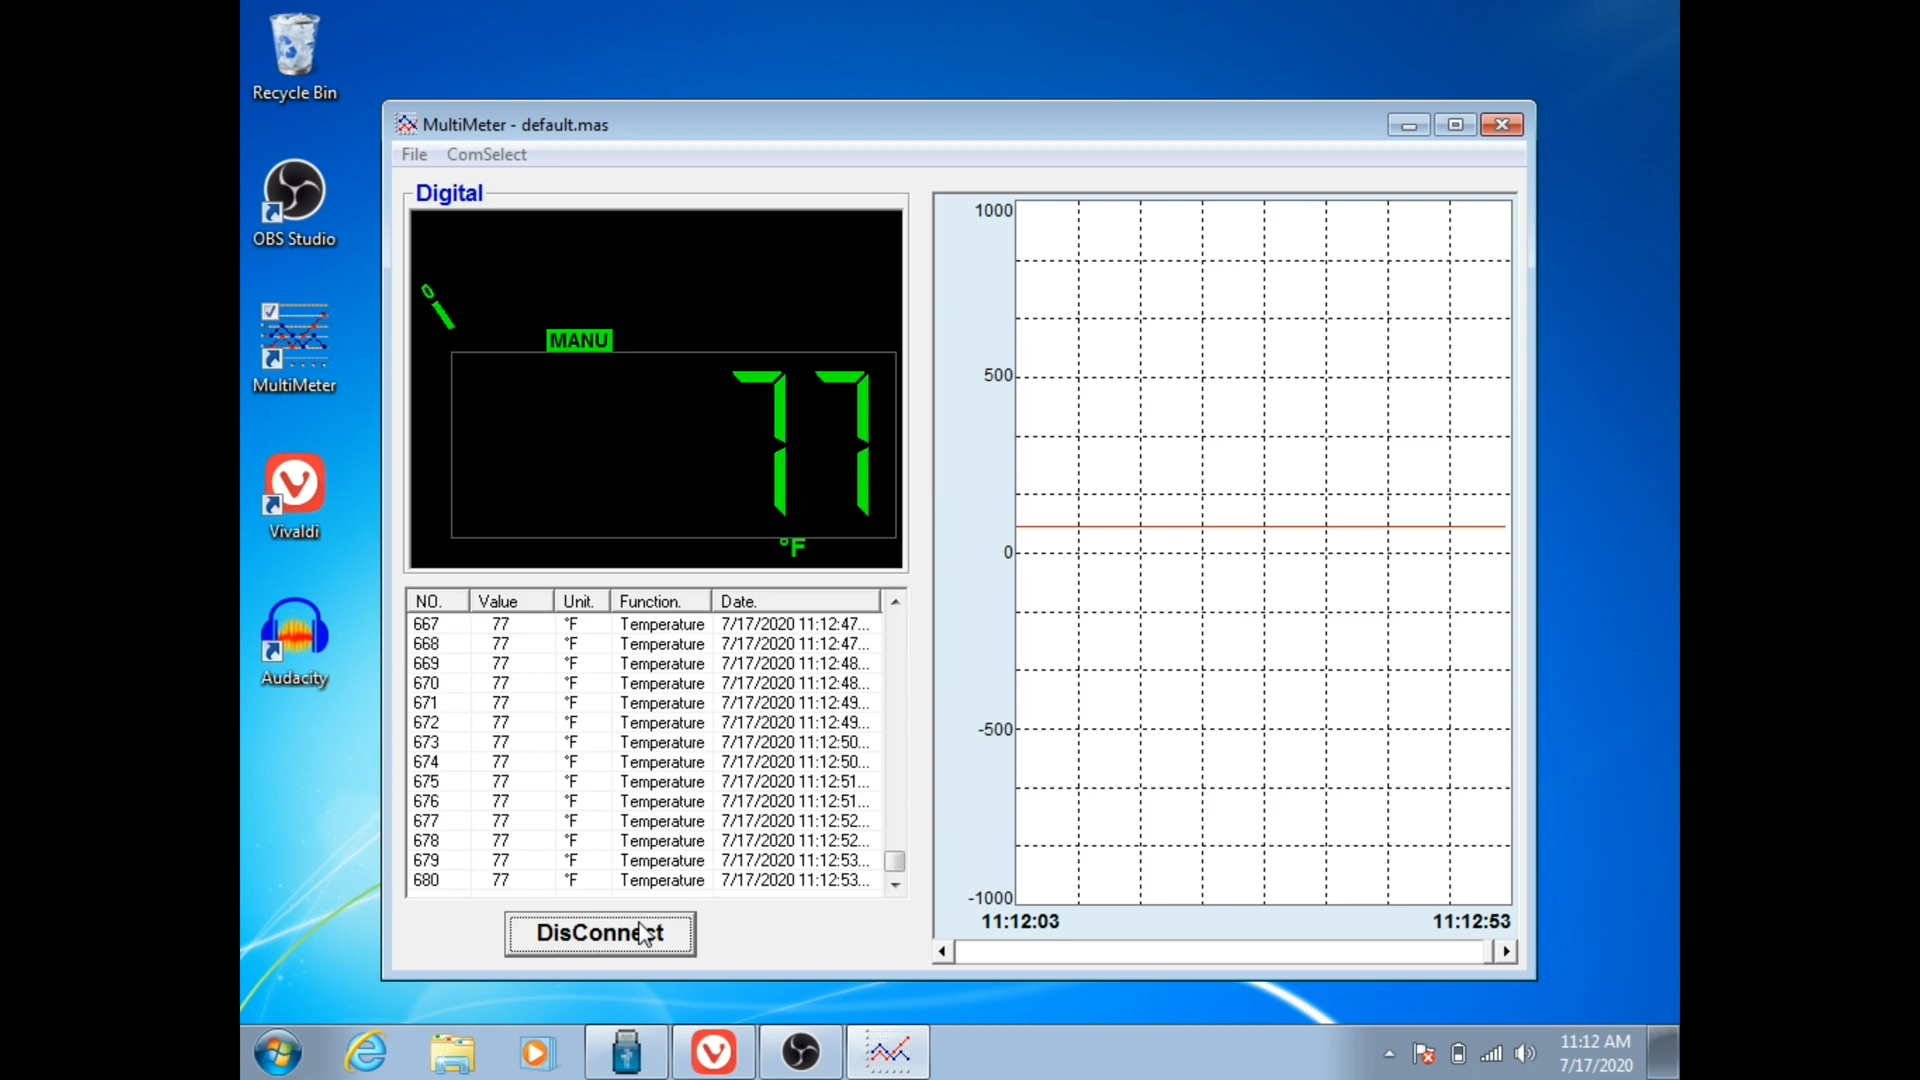 Recycle Bin
OBS Studio
MultiMeter
Vivaldi
Audacity
MultiMeter - default.mas
File ComSelect
Digital
0
MANU
77
°F
NO. Value Unit. Function. Date.
667 77 °F Temperature 7/17/2020 11:12:47...
668 77 °F Temperature 7/17/2020 11:12:47...
669 77 °F Temperature 7/17/2020 11:12:48...
670 77 °F Temperature 7/17/2020 11:12:48...
671 77 °F Temperature 7/17/2020 11:12:49...
672 77 °F Temperature 7/17/2020 11:12:49...
673 77 °F Temperature 7/17/2020 11:12:50...
674 77 °F Temperature 7/17/2020 11:12:50...
675 77 °F Temperature 7/17/2020 11:12:51...
676 77 °F Temperature 7/17/2020 11:12:51...
677 77 °F Temperature 7/17/2020 11:12:52...
678 77 °F Temperature 7/17/2020 11:12:52...
679 77 °F Temperature 7/17/2020 11:12:53...
680 77 °F Temperature 7/17/2020 11:12:53...
DisConnect
1000
500
0
-500
-1000
11:12:03 11:12:53
11:12 AM
7/17/2020